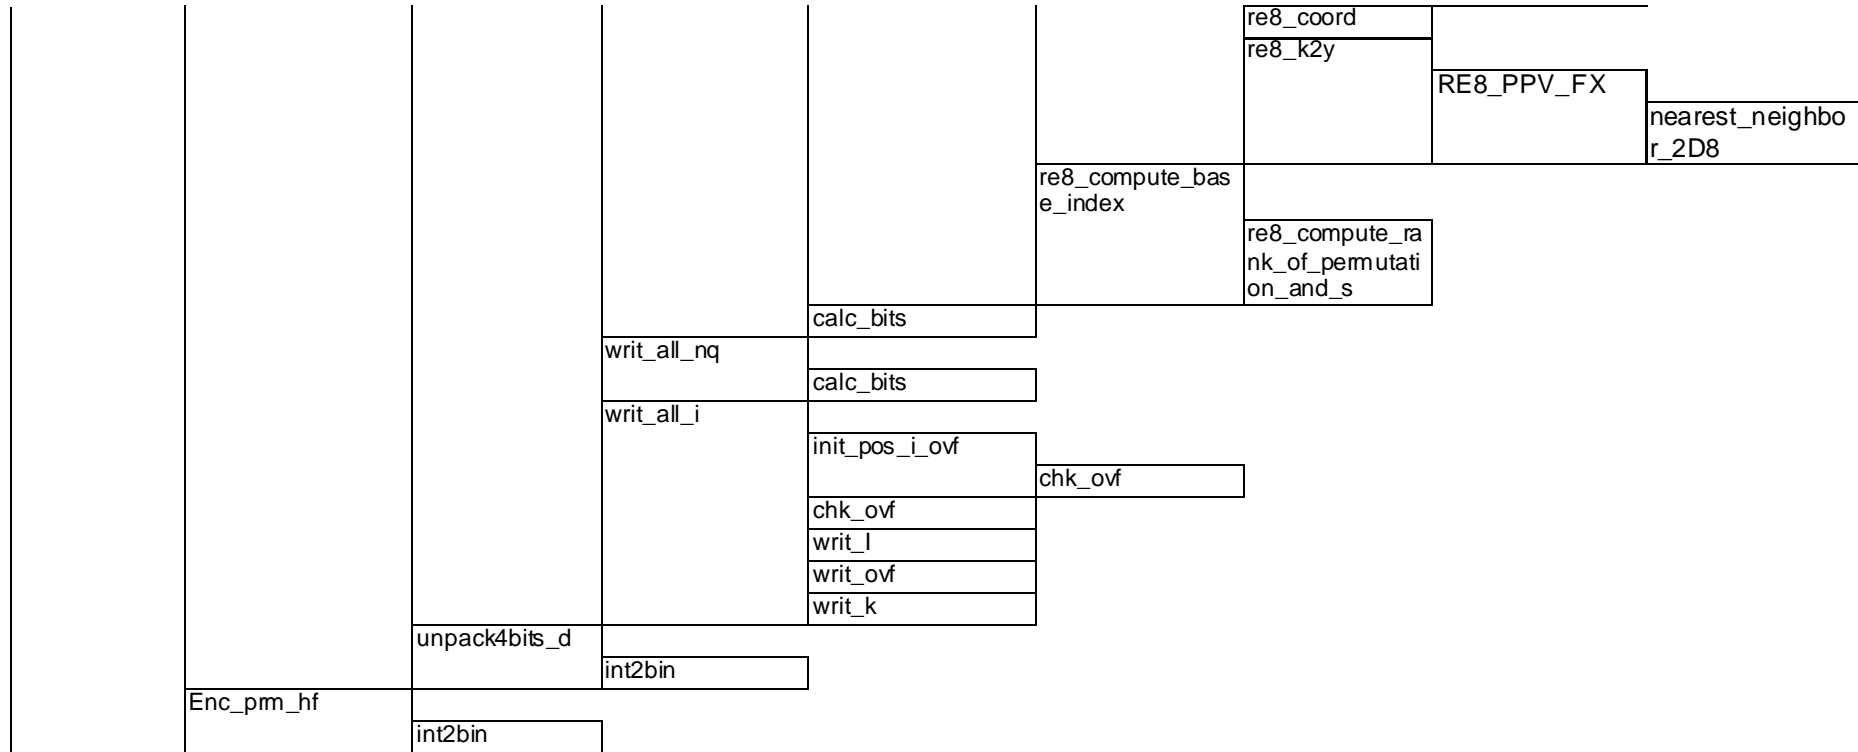 re8_coord
re8_k2y
RE8_PPV_FX
nearest_neighbo
r_2D8
re8_compute_bas
e_index
re8_compute_ra
nk_of_permutati
on_and_s
calc_bits
writ_all_nq
calc_bits
writ_all_i
init_pos_i_ovf
chk_ovf
chk_ovf
writ_I
writ_ovf
writ_k
unpack4bits_d
int2bin
Enc_prm_hf
int2bin